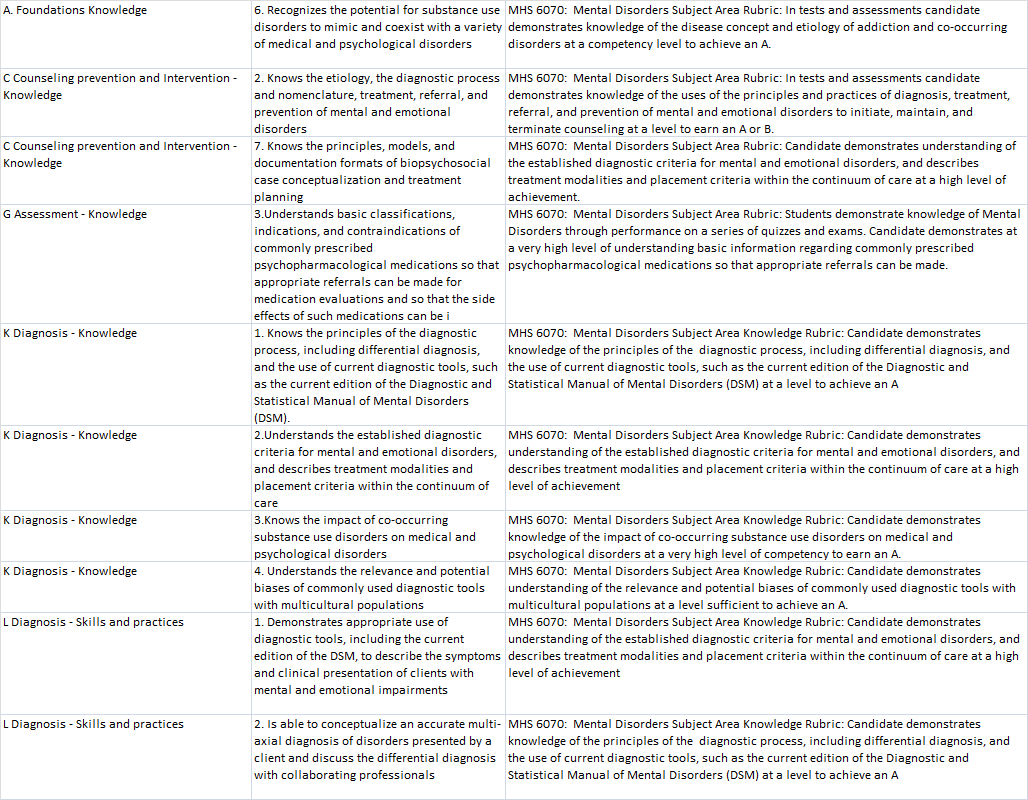 A. Foundations Knowledge
6. Recognizes the potential for substance use
disorders to mimic and coexist with a variety
of medical and psychological disorders
MHS 6070:  Mental Disorders Subject Area Rubric: In tests and assessments candidate
demonstrates knowledge of the disease concept and etiology of addiction and co-occurring
disorders at a competency level to achieve an A.
C Counseling prevention and Intervention -
Knowledge
2. Knows the etiology, the diagnostic process
and nomenclature, treatment, referral, and
prevention of mental and emotional
disorders
MHS 6070:  Mental Disorders Subject Area Rubric: In tests and assessments candidate
demonstrates knowledge of the uses of the principles and practices of diagnosis, treatment,
referral, and prevention of mental and emotional disorders to initiate, maintain, and
terminate counseling at a level to earn an A or B.
C Counseling prevention and Intervention -
Knowledge
7. Knows the principles, models, and
documentation formats of biopsychosocial
case conceptualization and treatment
planning
MHS 6070:  Mental Disorders Subject Area Rubric: Candidate demonstrates understanding of
the established diagnostic criteria for mental and emotional disorders, and describes
treatment modalities and placement criteria within the continuum of care at a high level of
achievement.
G Assessment - Knowledge
3.Understands basic classifications,
indications, and contraindications of
commonly prescribed
psychopharmacological medications so that
appropriate referrals can be made for
medication evaluations and so that the side
effects of such medications can be i
MHS 6070:  Mental Disorders Subject Area Rubric: Students demonstrate knowledge of Mental
Disorders through performance on a series of quizzes and exams. Candidate demonstrates at
a very high level of understanding basic information regarding commonly prescribed
psychopharmacological medications so that appropriate referrals can be made.
K Diagnosis - Knowledge
1. Knows the principles of the diagnostic
process, including differential diagnosis,
and the use of current diagnostic tools, such
as the current edition of the Diagnostic and
Statistical Manual of Mental Disorders
(DSM).
MHS 6070:  Mental Disorders Subject Area Knowledge Rubric: Candidate demonstrates
knowledge of the principles of the  diagnostic process, including differential diagnosis, and
the use of current diagnostic tools, such as the current edition of the Diagnostic and
Statistical Manual of Mental Disorders (DSM) at a level to achieve an A
K Diagnosis - Knowledge
2.Understands the established diagnostic
criteria for mental and emotional disorders,
and describes treatment modalities and
placement criteria within the continuum of
care
MHS 6070:  Mental Disorders Subject Area Knowledge Rubric: Candidate demonstrates
understanding of the established diagnostic criteria for mental and emotional disorders, and
describes treatment modalities and placement criteria within the continuum of care at a high
level of achievement
K Diagnosis - Knowledge
3.Knows the impact of co-occurring
substance use disorders on medical and
psychological disorders
MHS 6070:  Mental Disorders Subject Area Knowledge Rubric: Candidate demonstrates
knowledge of the impact of co-occurring substance use disorders on medical and
psychological disorders at a very high level of competency to earn an A.
K Diagnosis - Knowledge
4. Understands the relevance and potential
biases of commonly used diagnostic tools
with multicultural populations
MHS 6070:  Mental Disorders Subject Area Knowledge Rubric: Candidate demonstrates
understanding of the relevance and potential biases of commonly used diagnostic tools with
multicultural populations at a level sufficient to achieve an A.
L Diagnosis - Skills and practices
1. Demonstrates appropriate use of
diagnostic tools, including the current
edition of the DSM, to describe the symptoms
and clinical presentation of clients with
mental and emotional impairments
MHS 6070:  Mental Disorders Subject Area Knowledge Rubric: Candidate demonstrates
understanding of the established diagnostic criteria for mental and emotional disorders, and
describes treatment modalities and placement criteria within the continuum of care at a high
level of achievement
L Diagnosis - Skills and practices
2. Is able to conceptualize an accurate multi-
axial diagnosis of disorders presented by a
client and discuss the differential diagnosis
with collaborating professionals
MHS 6070:  Mental Disorders Subject Area Knowledge Rubric: Candidate demonstrates
knowledge of the principles of the  diagnostic process, including differential diagnosis, and
the use of current diagnostic tools, such as the current edition of the Diagnostic and
Statistical Manual of Mental Disorders (DSM) at a level to achieve an A